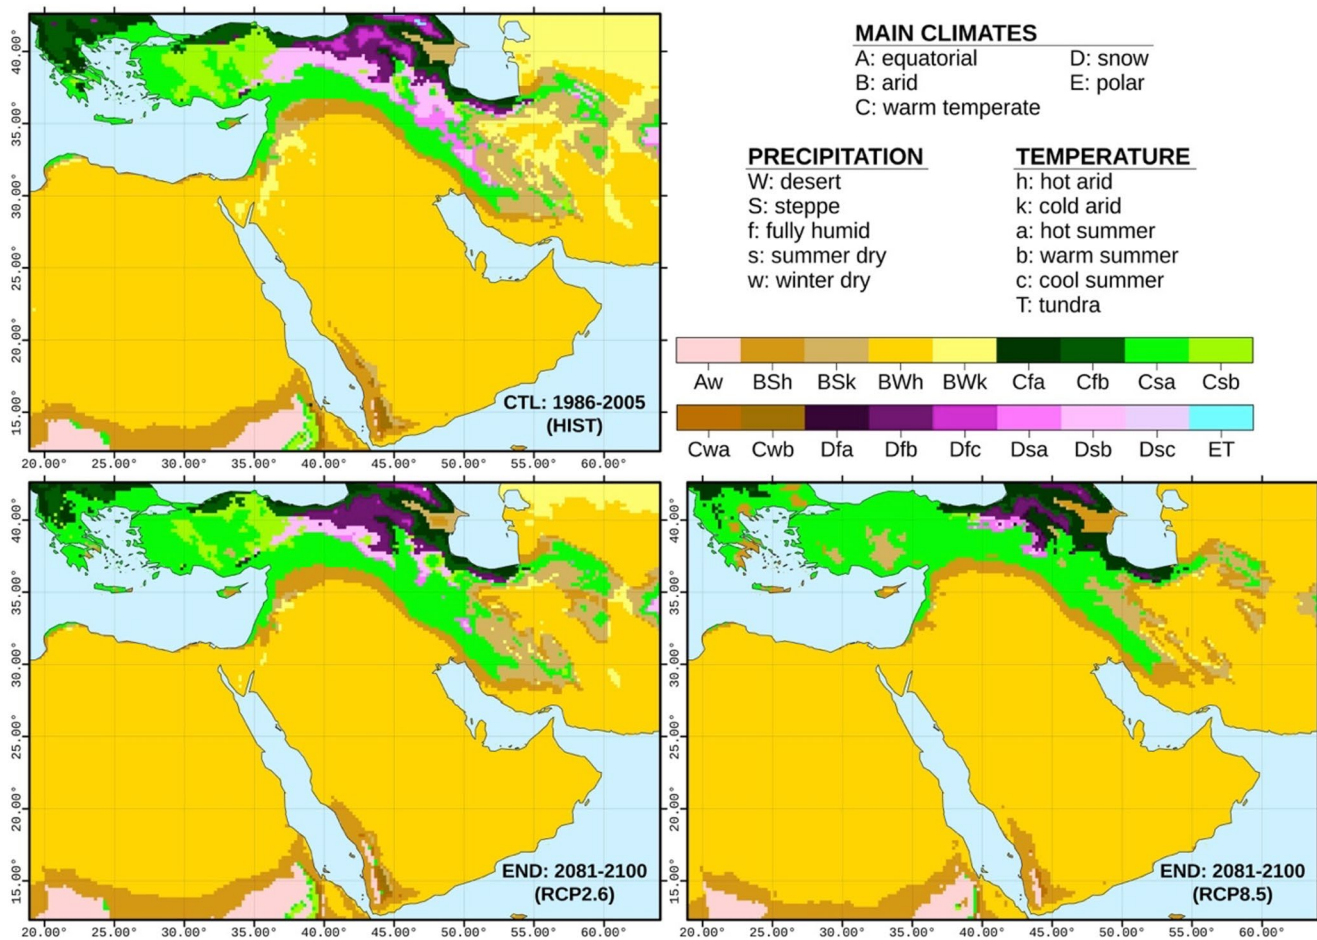 MAIN CLIMATES
A: equatorial D: snow
B: arid E: polar
C: warm temperate
PRECIPITATION TEMPERATURE
W: desert h: hot arid
S: steppe k: cold arid
f: fully humid a: hot summer
s: summer dry b: warm summer
w: winter dry c: cool summer
T: tundra
Aw BSh BSk BWh BWk Cfa Cfb Csa Csb
Cwa Cwb Dfa Dfb Dfc Dsa Dsb Dsc ET
40.00°
35.00°
30.00°
25.00°
20.00°
15.00°
CTL: 1986-2005
(HIST)
20.00° 25.00° 30.00° 35.00° 40.00° 45.00° 50.00° 55.00° 60.00°
40.00°
35.00°
30.00°
25.00°
20.00°
15.00°
END: 2081-2100
(RCP2.6)
20.00° 25.00° 30.00° 35.00° 40.00° 45.00° 50.00° 55.00° 60.00°
40.00°
35.00°
30.00°
25.00°
20.00°
15.00°
END: 2081-2100
(RCP8.5)
20.00° 25.00° 30.00° 35.00° 40.00° 45.00° 50.00° 55.00° 60.00°